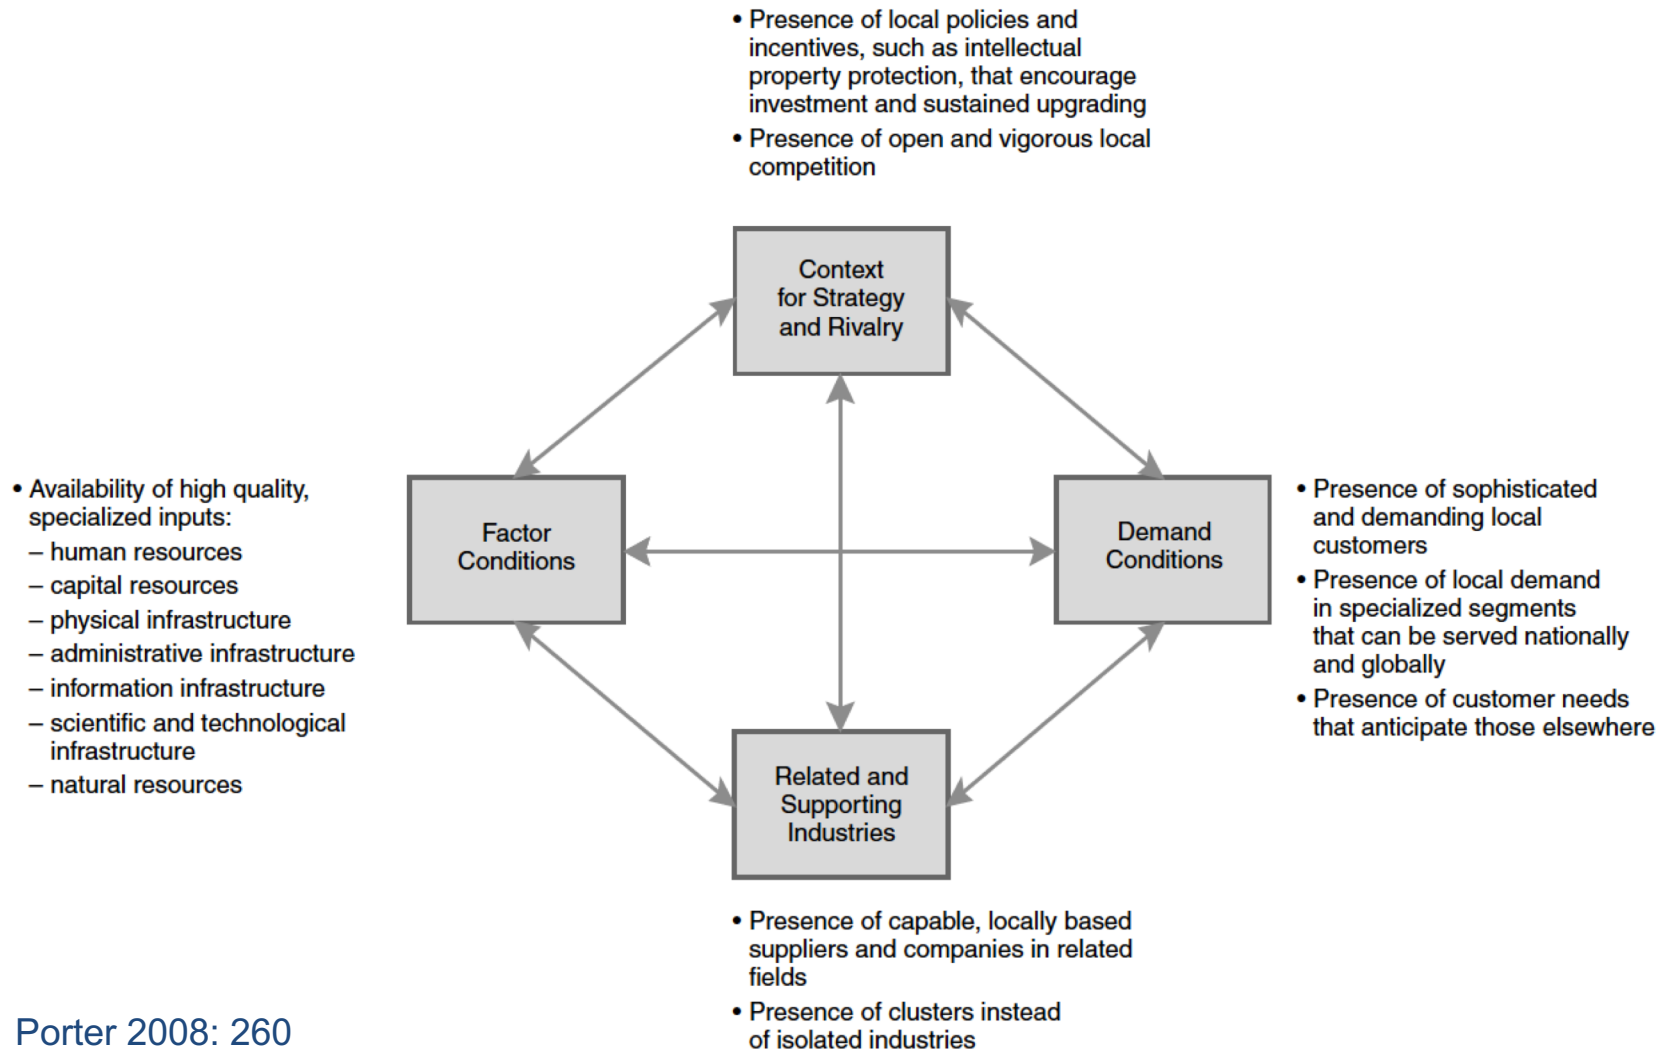 • Presence of local policies and
incentives, such as intellectual
property protection, that encourage
investment and sustained upgrading
• Presence of open and vigorous local
competition
Context
for Strategy
and Rivalry
• Availability of high quality,
specialized inputs:
– human resources
– capital resources
– physical infrastructure
– administrative infrastructure
– information infrastructure
– scientific and technological
infrastructure
– natural resources
Factor
Conditions
Demand
Conditions
• Presence of sophisticated
and demanding local
customers
• Presence of local demand
in specialized segments
that can be served nationally
and globally
• Presence of customer needs
that anticipate those elsewhere
Related and
Supporting
Industries
• Presence of capable, locally based
suppliers and companies in related
fields
• Presence of clusters instead
of isolated industries
Porter 2008: 260